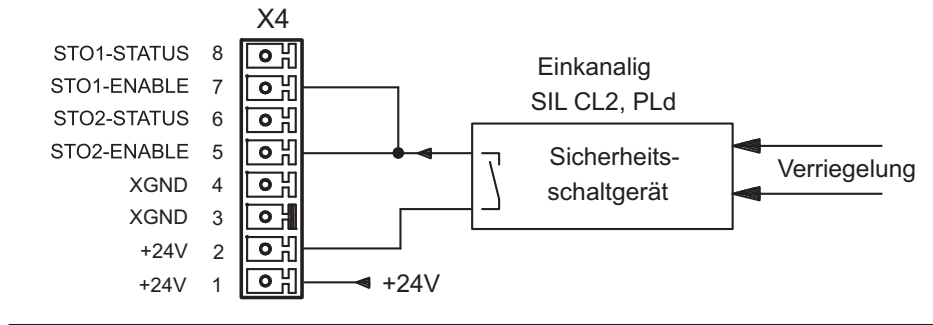 X4
STO1-STATUS 8
STO1-ENABLE 7
STO2-STATUS 6
STO2-ENABLE 5
XGND 4
XGND 3
+24V 2
+24V 1
+24V
Einkanalig
SIL CL2, PLd
Sicherheits-
schaltgerät
Verriegelung